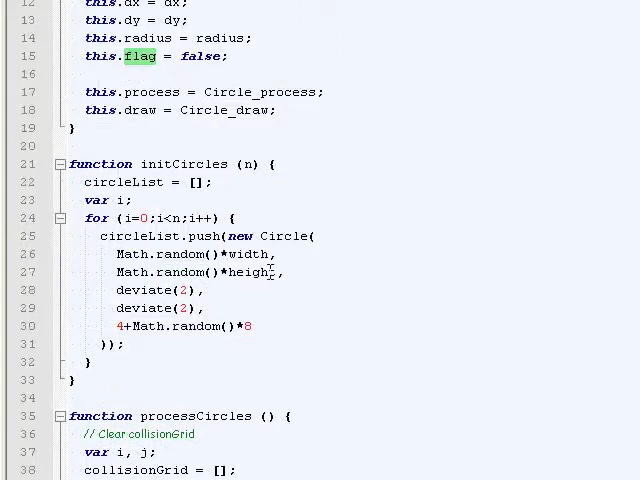 12 this.dx = dx;
13 this.dy = dy;
14 this.radius = radius;
15 this.flag = false;
16
17 this.process = Circle_process;
18 this.draw = Circle_draw;
19 }
20
21 function initCircles (n) {
22 circleList = [];
23 var i;
24 for (i=0;i<n;i++) {
25 circleList.push(new Circle(
26 Math.random()*width,
27 Math.random()*height,
28 deviate(2),
29 deviate(2),
30 4+Math.random()*8
31 ));
32 }
33 }
34
35 function processCircles () {
36 // Clear collisionGrid
37 var i, j;
38 collisionGrid = [];